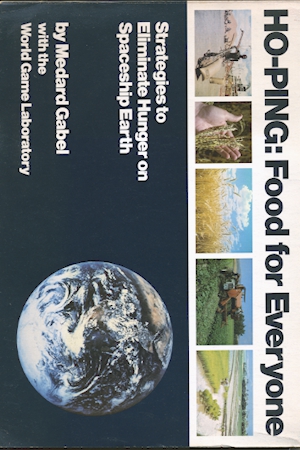 HO-PING: Food for Everyone
Strategies to
Eliminate Hunger on
Spaceship Earth
by Medard Gabel
with the
World Game Laboratory